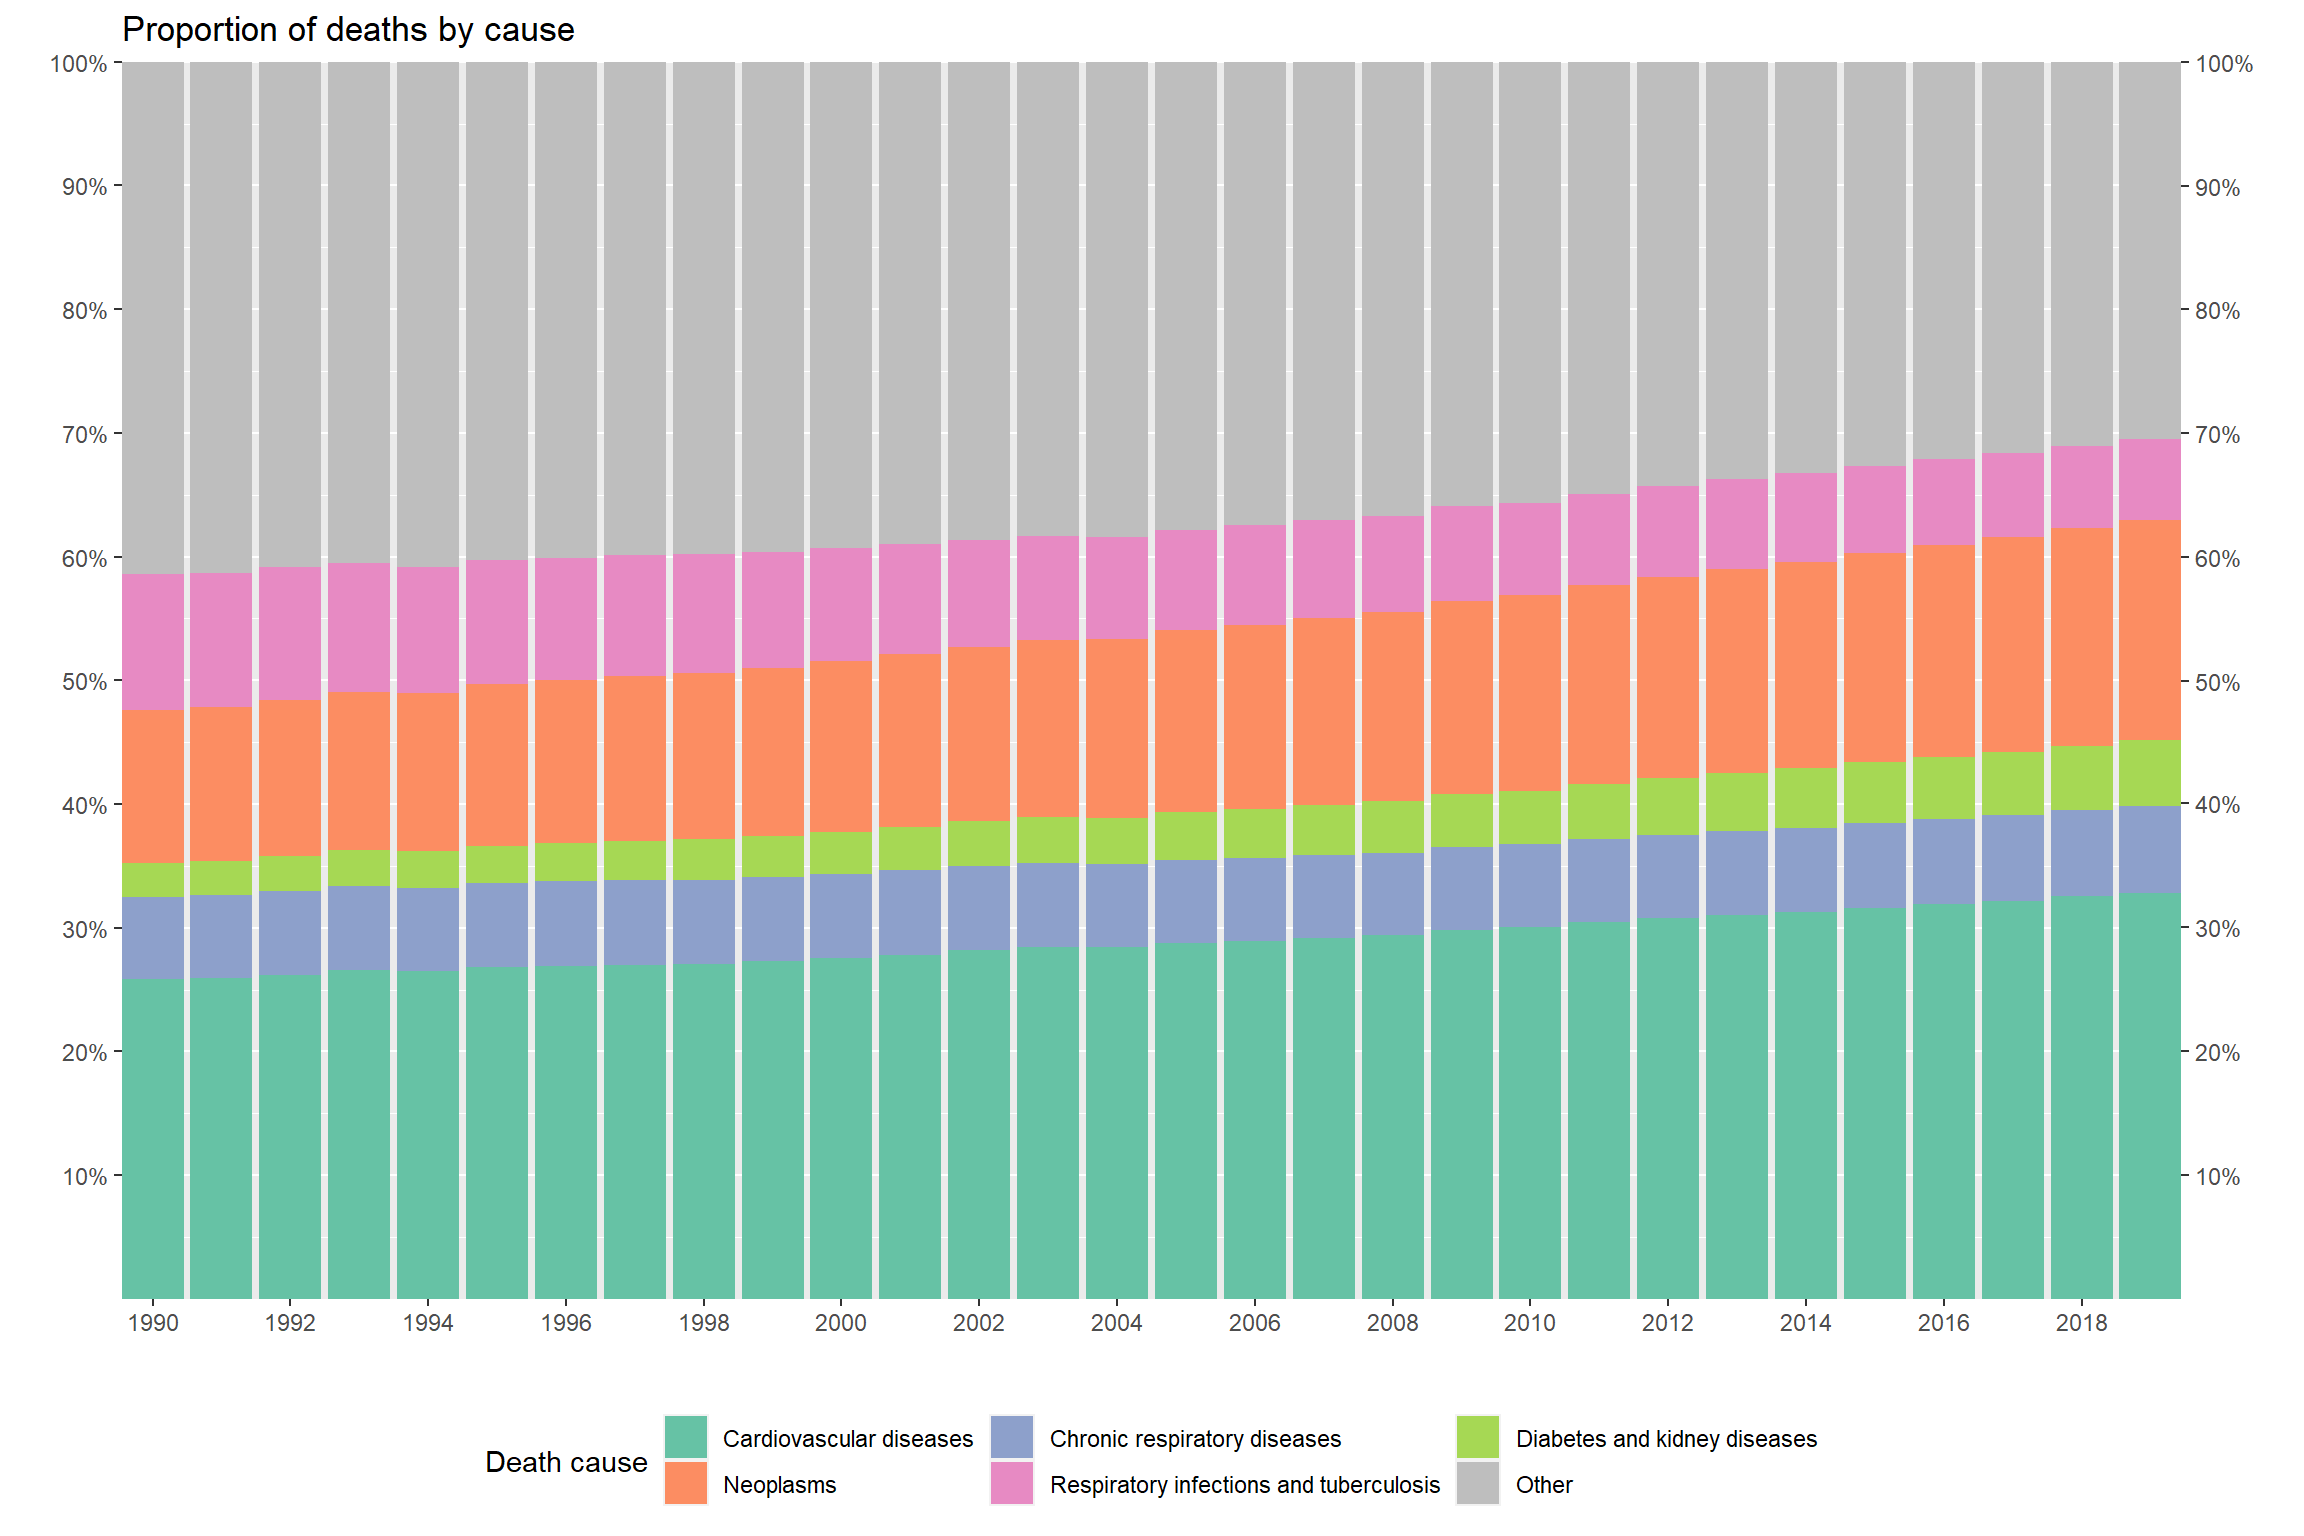 Proportion of deaths by cause
100% 100%
90% 90%
80% 80%
70% 70%
60% 60%
50% 50%
40% 40%
30% 30%
20% 20%
10% 10%
1990 1992 1994 1996 1998 2000 2002 2004 2006 2008 2010 2012 2014 2016 2018
Death cause
Cardiovascular diseases Chronic respiratory diseases Diabetes and kidney diseases
Neoplasms Respiratory infections and tuberculosis Other